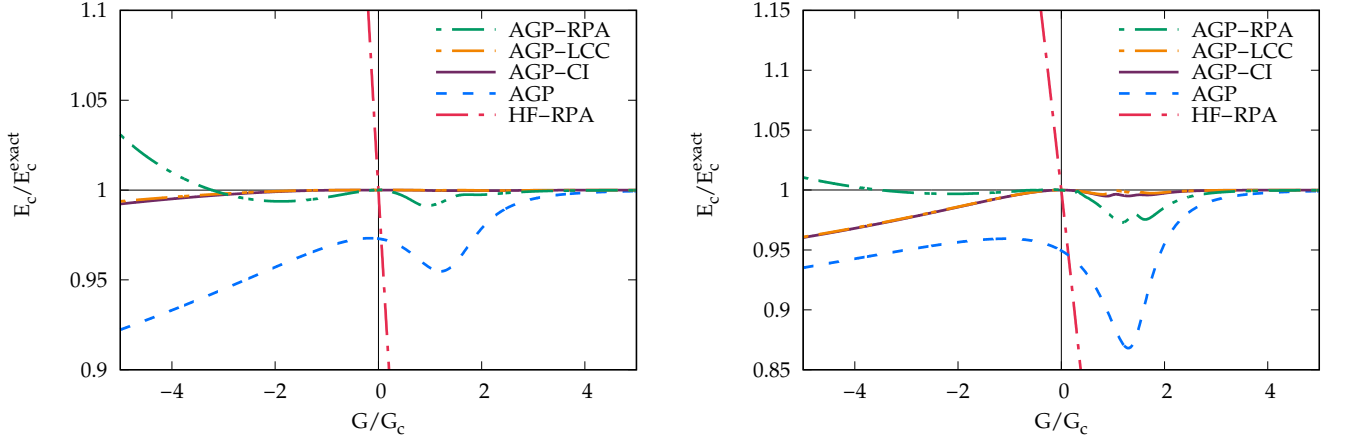 1.1
1.05
1
0.95
0.9
−4
−2
0
2
4
E_c/E_c^exact
G/G_c
AGP−RPA
AGP−LCC
AGP−CI
AGP
HF−RPA
1.15
1.1
1.05
1
0.95
0.9
0.85
−4
−2
0
2
4
E_c/E_c^exact
G/G_c
AGP−RPA
AGP−LCC
AGP−CI
AGP
HF−RPA